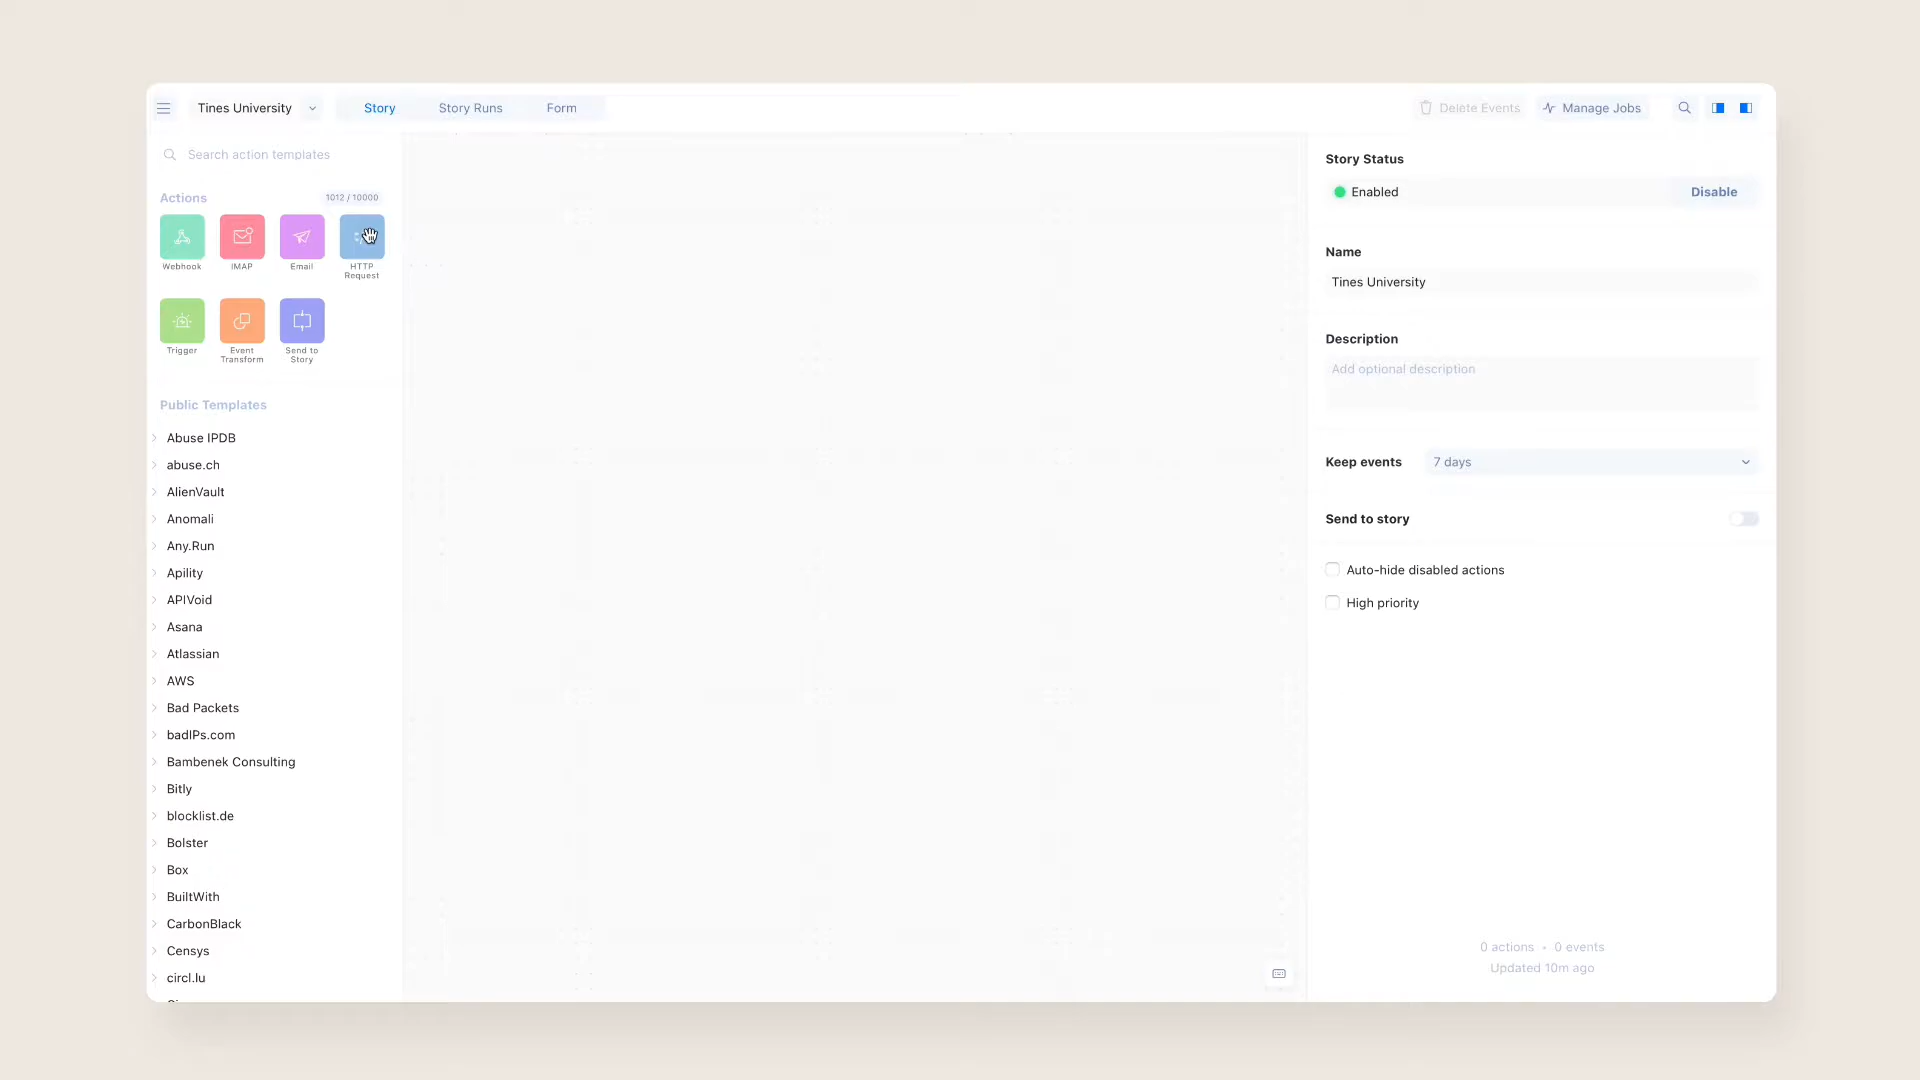 Tines University
Story
Story Runs
Form
Delete Events
Manage Jobs
Search action templates
Actions
1012 / 10000
Webhook
IMAP
Email
HTTP
Request
Trigger
Event
Transform
Send to
Story
Public Templates
Abuse IPDB
abuse.ch
AlienVault
Anomali
Any.Run
Apility
APIVoid
Asana
Atlassian
AWS
Bad Packets
badIPs.com
Bambenek Consulting
Bitly
blocklist.de
Bolster
Box
BuiltWith
CarbonBlack
Censys
circl.lu
Story Status
Enabled
Disable
Name
Tines University
Description
Add optional description
Keep events
7 days
Send to story
Auto-hide disabled actions
High priority
0 actions • 0 events
Updated 10m ago